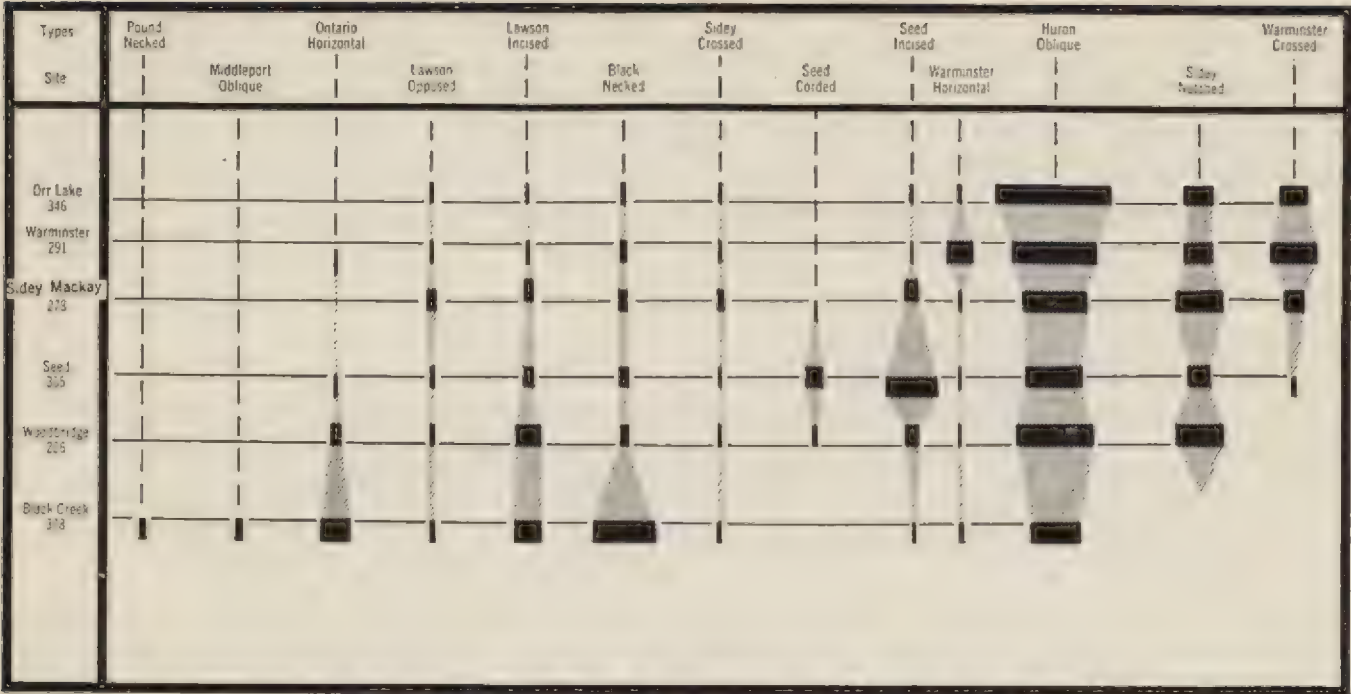 Types
Site
Pound
Necked
Middleport
Oblique
Ontario
Horizontal
Lawson
Opposed
Lawson
Incised
Black
Necked
Sidey
Crossed
Seed
Corded
Seed
Incised
Warminster
Horizontal
Huron
Oblique
Sidey
Notched
Warminster
Crossed
Orr Lake
346
Warminster
291
Sidey Mackay
278
Seed
Woodbridge
Black Creek